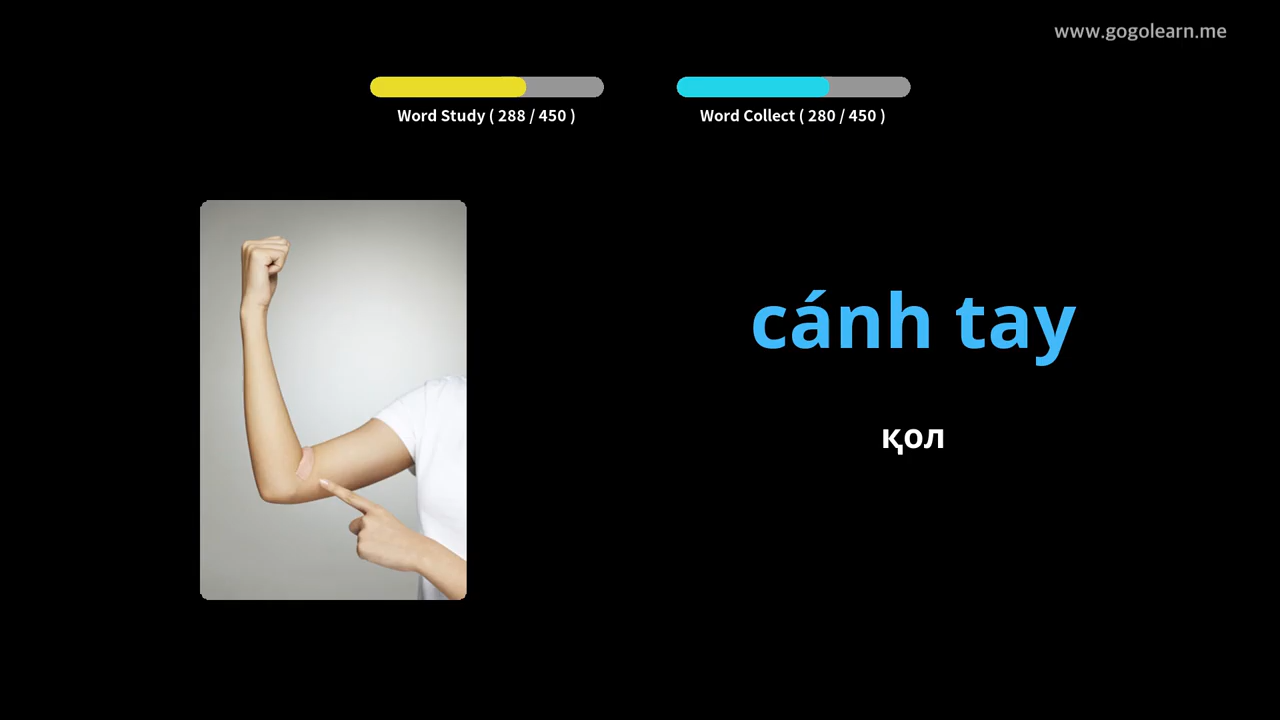 www.gogolearn.me
Word Study ( 288 / 450 )
Word Collect ( 280 / 450 )
cánh tay
қол